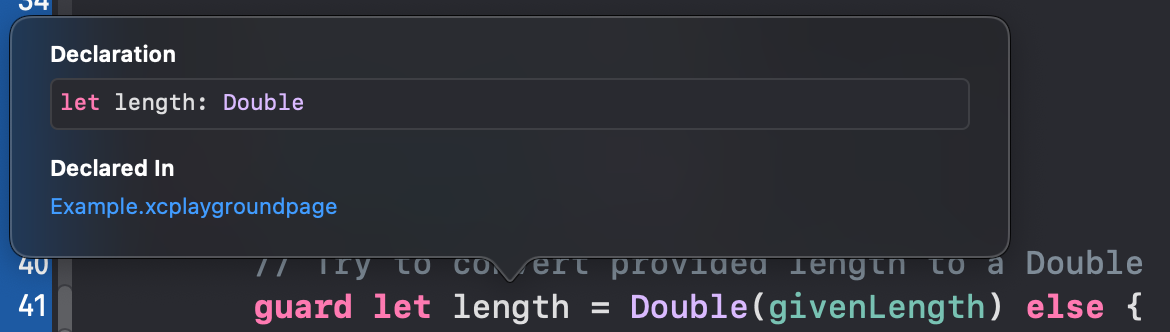 34
Declaration
let length: Double
Declared In
Example.xcplaygroundpage
40 // Try to convert provided length to a Double
41 guard let length = Double(givenLength) else {